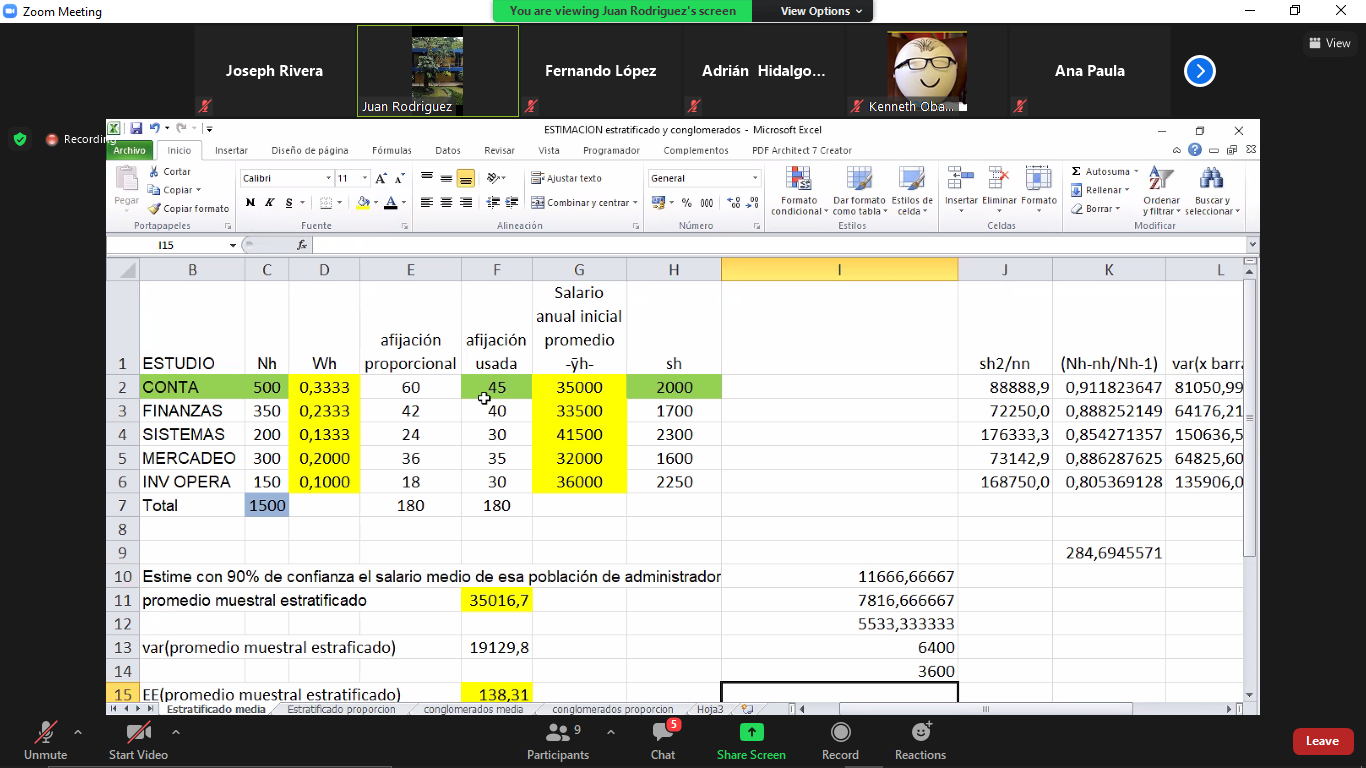 Zoom Meeting
You are viewing Juan Rodriguez's screen
View Options
Joseph Rivera
Juan Rodriguez
Fernando López
Adrián Hidalgo...
Kenneth Oba...
Ana Paula
View
Recording
ESTIMACION estratificado y conglomerados - Microsoft Excel
Archivo Inicio Insertar Diseño de página Fórmulas Datos Revisar Vista Programador Complementos PDF Architect 7 Creator
Pegar
Cortar
Copiar
Copiar formato
Portapapeles
Calibri 11
N K S A
Fuente
Ajustar texto
Combinar y centrar
Alineación
General
% 000
Número
Formato condicional
Dar formato como tabla
Estilos de celda
Estilos
Insertar Eliminar Formato
Celdas
Autosuma
Rellenar
Borrar
Ordenar y filtrar
Buscar y seleccionar
Modificar
I15 fx
B C D E F G H I J K L
1 ESTUDIO Nh Wh afijación proporcional afijación usada Salario anual inicial promedio -ȳh- sh sh2/nn (Nh-nh/Nh-1) var(x barra
2 CONTA 500 0,3333 60 45 35000 2000 88888,9 0,911823647 81050,99
3 FINANZAS 350 0,2333 42 40 33500 1700 72250,0 0,888252149 64176,21
4 SISTEMAS 200 0,1333 24 30 41500 2300 176333,3 0,854271357 150636,5
5 MERCADEO 300 0,2000 36 35 32000 1600 73142,9 0,886287625 64825,60
6 INV OPERA 150 0,1000 18 30 36000 2250 168750,0 0,805369128 135906,0
7 Total 1500 180 180
8
9 284,6945571
10 Estime con 90% de confianza el salario medio de esa población de administrador 11666,66667
11 promedio muestral estratificado 35016,7 7816,666667
12 5533,333333
13 var(promedio muestral estraficado) 19129,8 6400
14 3600
15 EE(promedio muestral estratificado) 138,31
Estratificado media Estratificado proporcion conglomerados media conglomerados proporcion Hoja3
Unmute
Start Video
Participants 9
Chat 5
Share Screen
Record
Reactions
Leave